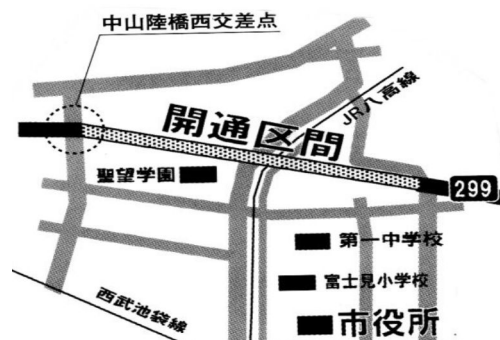 中山陸橋西交差点
JR八高線
開通区間
聖望学園
299
第一中学校
富士見小学校
西武池袋線
市役所